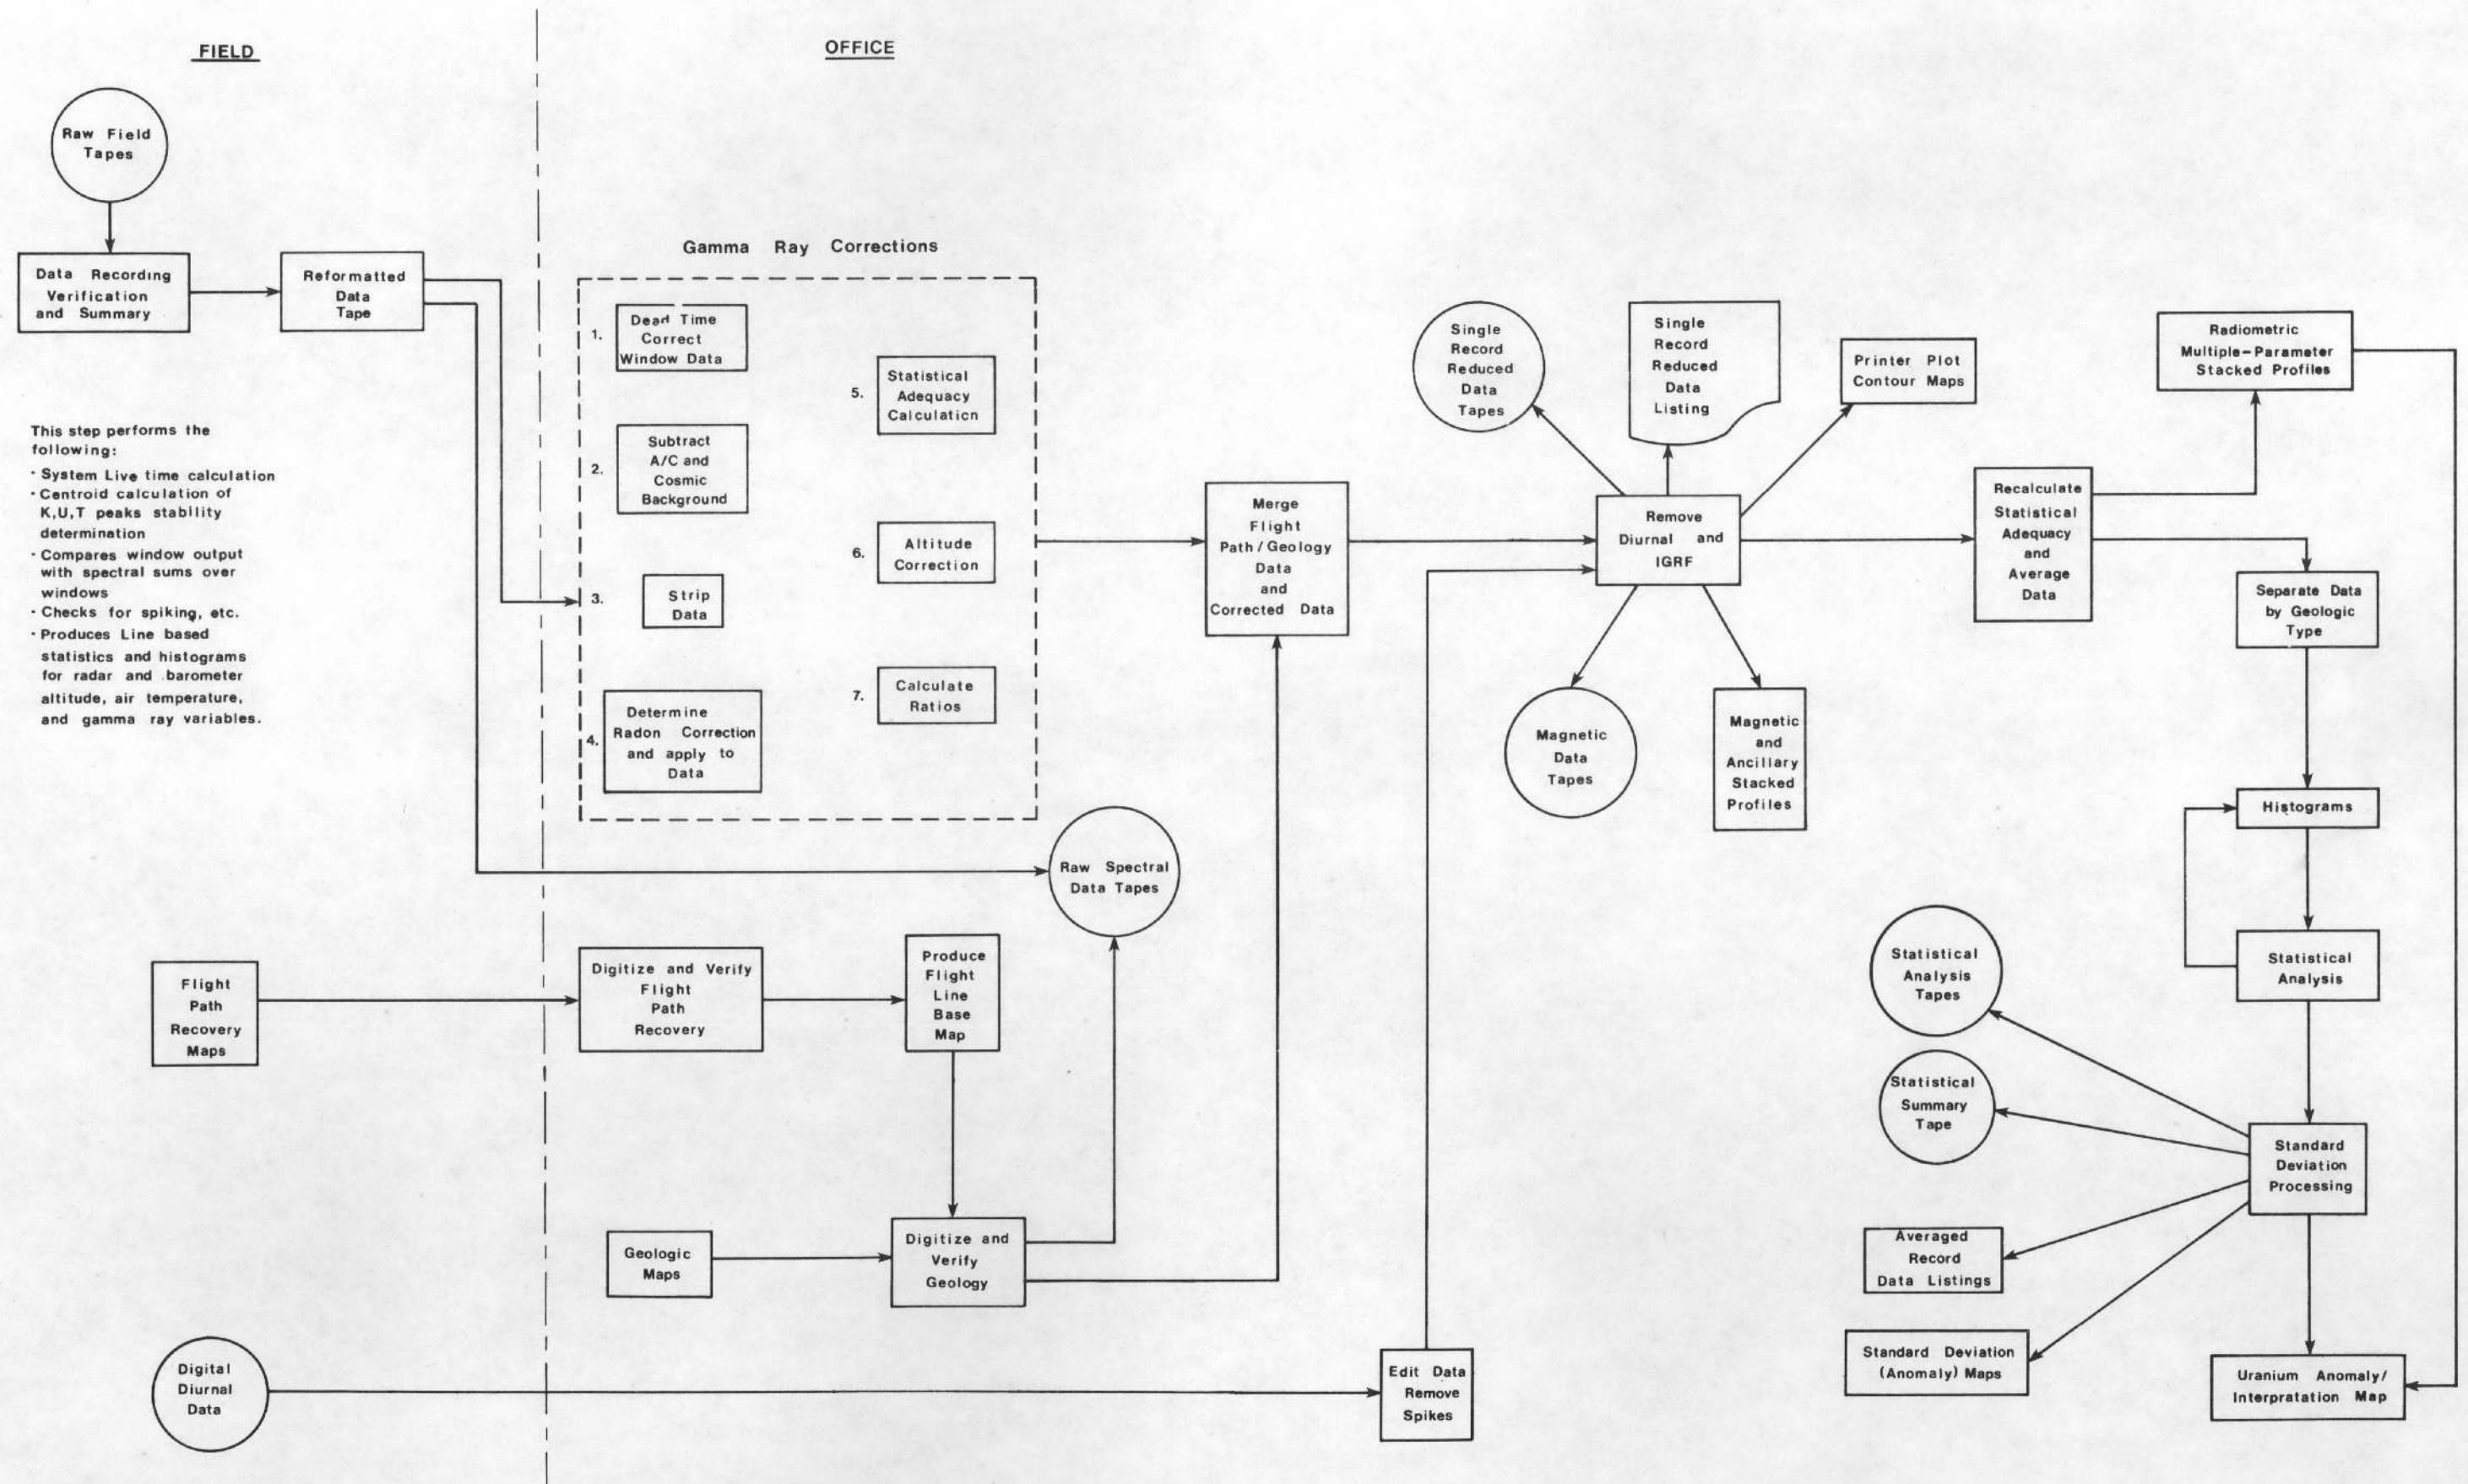 FIELD
OFFICE
Raw Field
Tapes
Data Recording
Verification
and Summary
Reformatted
Data
Tape
This step performs the
following:
· System Live time calculation
· Centroid calculation of
K,U,T peaks stability
determination
· Compares window output
with spectral sums over
windows
· Checks for spiking, etc.
· Produces Line based
statistics and histograms
for radar and barometer
altitude, air temperature,
and gamma ray variables.
Gamma Ray Corrections
1.
Dead Time
Correct
Window Data
2.
Subtract
A/C and
Cosmic
Background
3.
Strip
Data
4.
Determine
Radon Correction
and apply to
Data
5.
Statistical
Adequacy
Calculation
6.
Altitude
Correction
7.
Calculate
Ratios
Raw Spectral
Data Tapes
Flight
Path
Recovery
Maps
Digitize and Verify
Flight
Path
Recovery
Produce
Flight
Line
Base
Map
Geologic
Maps
Digitize and
Verify
Geology
Digital
Diurnal
Data
Edit Data
Remove
Spikes
Merge
Flight
Path/Geology
Data
and
Corrected Data
Single
Record
Reduced
Data
Tapes
Single
Record
Reduced
Data
Listing
Printer Plot
Contour Maps
Remove
Diurnal and
IGRF
Magnetic
Data
Tapes
Magnetic
and
Ancillary
Stacked
Profiles
Recalculate
Statistical
Adequacy
and
Average
Data
Radiometric
Multiple-Parameter
Stacked Profiles
Separate Data
by Geologic
Type
Histograms
Statistical
Analysis
Statistical
Analysis
Tapes
Statistical
Summary
Tape
Standard
Deviation
Processing
Averaged
Record
Data Listings
Standard Deviation
(Anomaly) Maps
Uranium Anomaly/
Interpratation Map